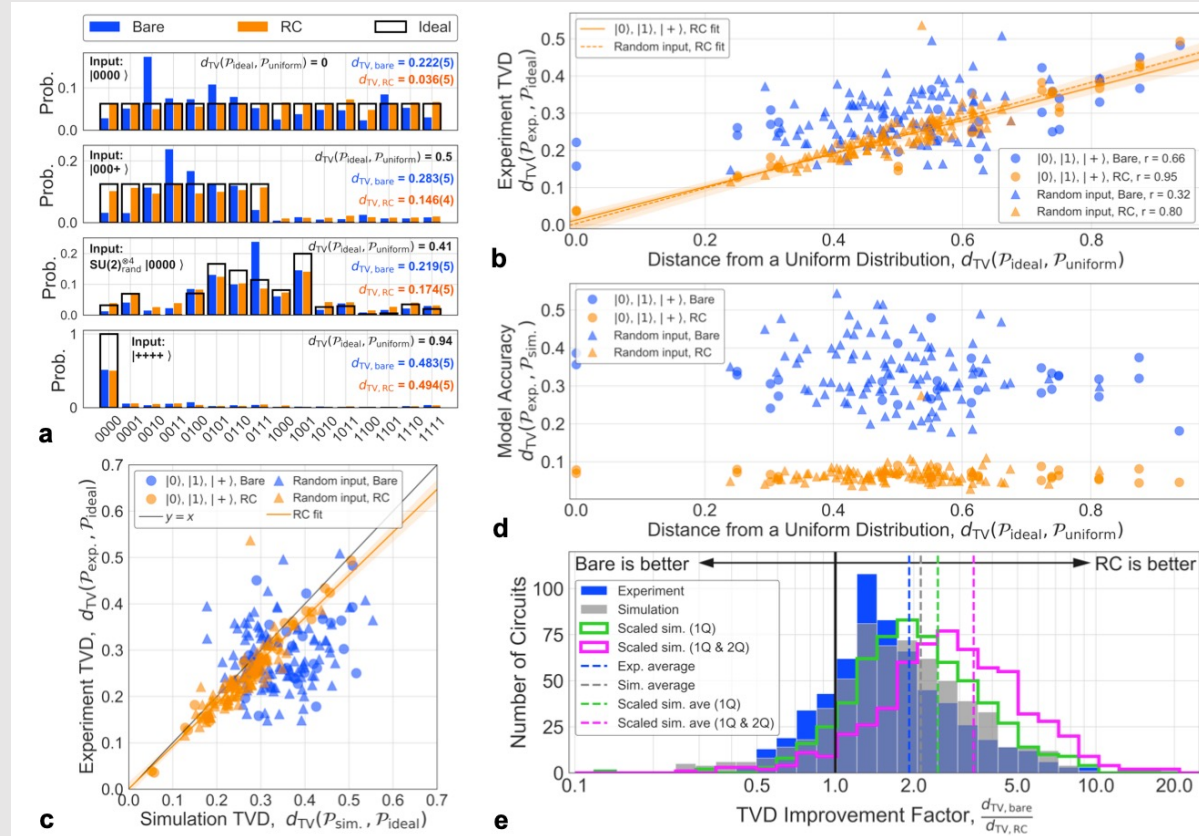 Bare RC Ideal
Input:
|0000 ⟩
d_TV(P_ideal, P_uniform) = 0
d_TV,bare = 0.222(5)
d_TV,RC = 0.036(5)
Prob.
0.1
0.0
Input:
|000+ ⟩
d_TV(P_ideal, P_uniform) = 0.5
d_TV,bare = 0.283(5)
d_TV,RC = 0.146(4)
Prob.
0.2
0.0
Input:
SU(2)^⊗4_rand |0000 ⟩
d_TV(P_ideal, P_uniform) = 0.41
d_TV,bare = 0.219(5)
d_TV,RC = 0.174(5)
Prob.
0.2
0.0
Input:
|++++ ⟩
d_TV(P_ideal, P_uniform) = 0.94
d_TV,bare = 0.483(5)
d_TV,RC = 0.494(5)
Prob.
1
0
0000 0001 0010 0011 0100 0101 0110 0111 1000 1001 1010 1011 1100 1101 1110 1111
a
|0⟩, |1⟩, |+⟩, RC fit
Random input, RC fit
|0⟩, |1⟩, |+⟩, Bare, r = 0.66
|0⟩, |1⟩, |+⟩, RC, r = 0.95
Random input, Bare, r = 0.32
Random input, RC, r = 0.80
Experiment TVD
d_TV(P_exp., P_ideal)
0.5
0.4
0.3
0.2
0.1
0.0
0.0 0.2 0.4 0.6 0.8
Distance from a Uniform Distribution, d_TV(P_ideal, P_uniform)
b
|0⟩, |1⟩, |+⟩, Bare
|0⟩, |1⟩, |+⟩, RC
Random input, Bare
Random input, RC
y = x
RC fit
Experiment TVD, d_TV(P_exp., P_ideal)
0.7
0.6
0.5
0.4
0.3
0.2
0.1
0.0
0.0 0.1 0.2 0.3 0.4 0.5 0.6 0.7
Simulation TVD, d_TV(P_sim., P_ideal)
c
|0⟩, |1⟩, |+⟩, Bare
|0⟩, |1⟩, |+⟩, RC
Random input, Bare
Random input, RC
Model Accuracy
d_TV(P_exp., P_sim.)
0.5
0.4
0.3
0.2
0.1
0.0 0.2 0.4 0.6 0.8
Distance from a Uniform Distribution, d_TV(P_ideal, P_uniform)
d
Bare is better
RC is better
Experiment
Simulation
Scaled sim. (1Q)
Scaled sim. (1Q & 2Q)
Exp. average
Sim. average
Scaled sim. ave (1Q)
Scaled sim. ave (1Q & 2Q)
Number of Circuits
100
75
50
25
0
0.1 0.5 1.0 2.0 5.0 10.0 20.0
TVD Improvement Factor, d_TV,bare / d_TV,RC
e